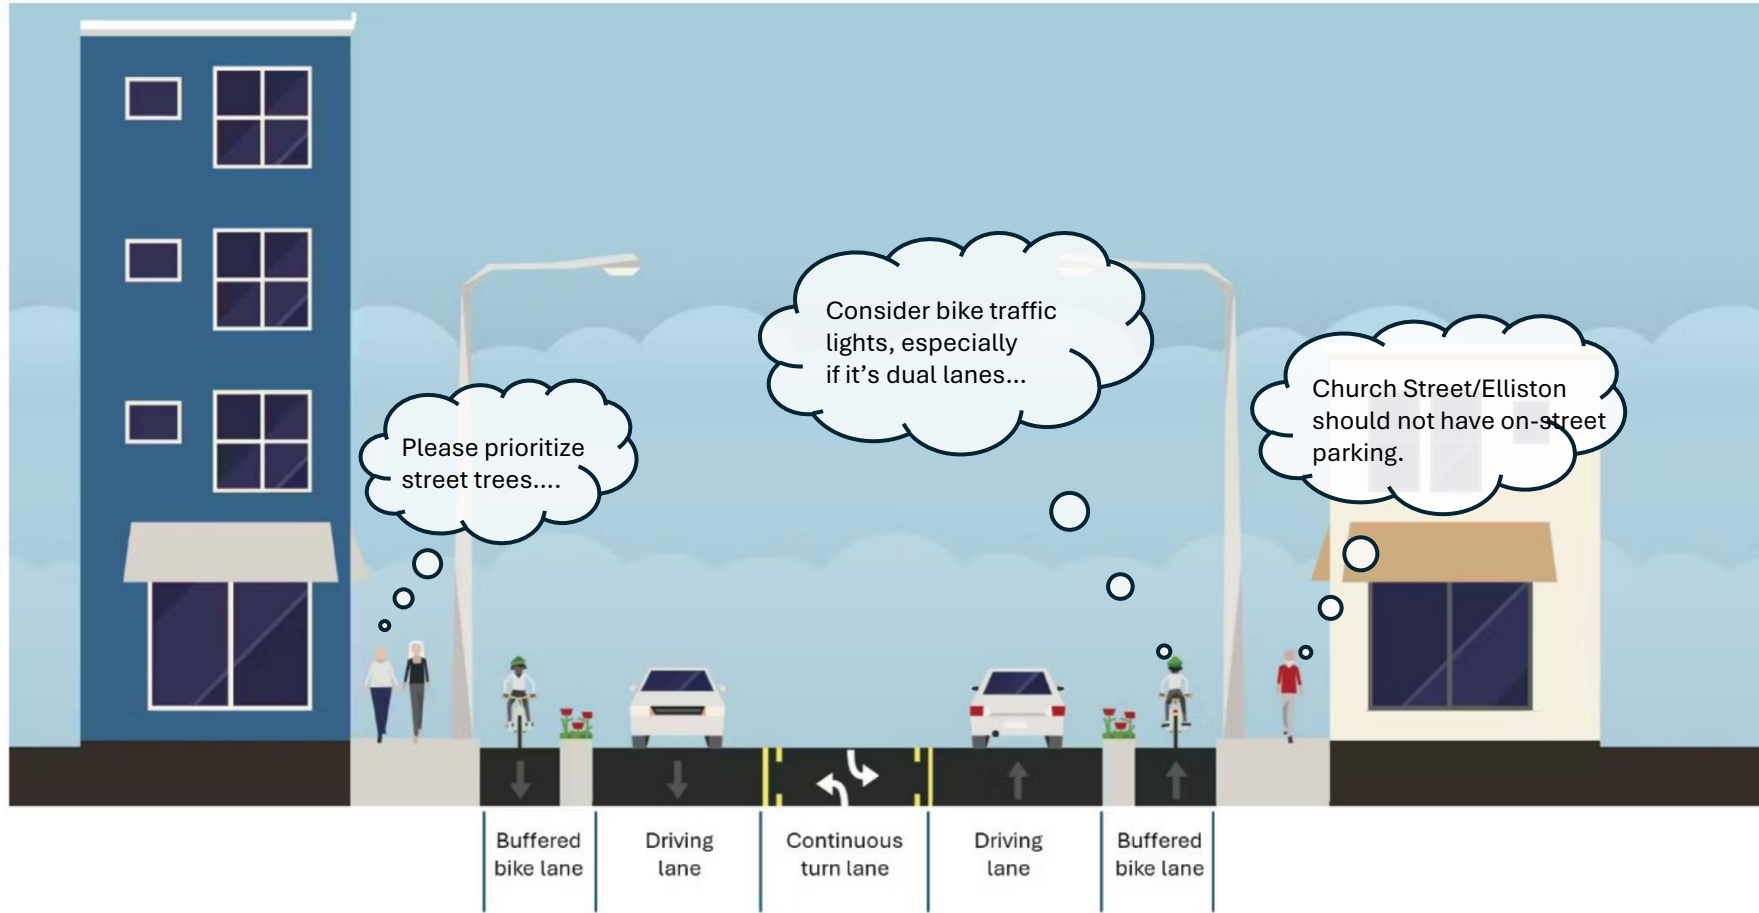 Consider bike traffic
lights, especially
if it’s dual lanes...
Church Street/Elliston
should not have on-street
parking.
Please prioritize
street trees....
Buffered
bike lane
Driving
lane
Continuous
turn lane
Driving
lane
Buffered
bike lane